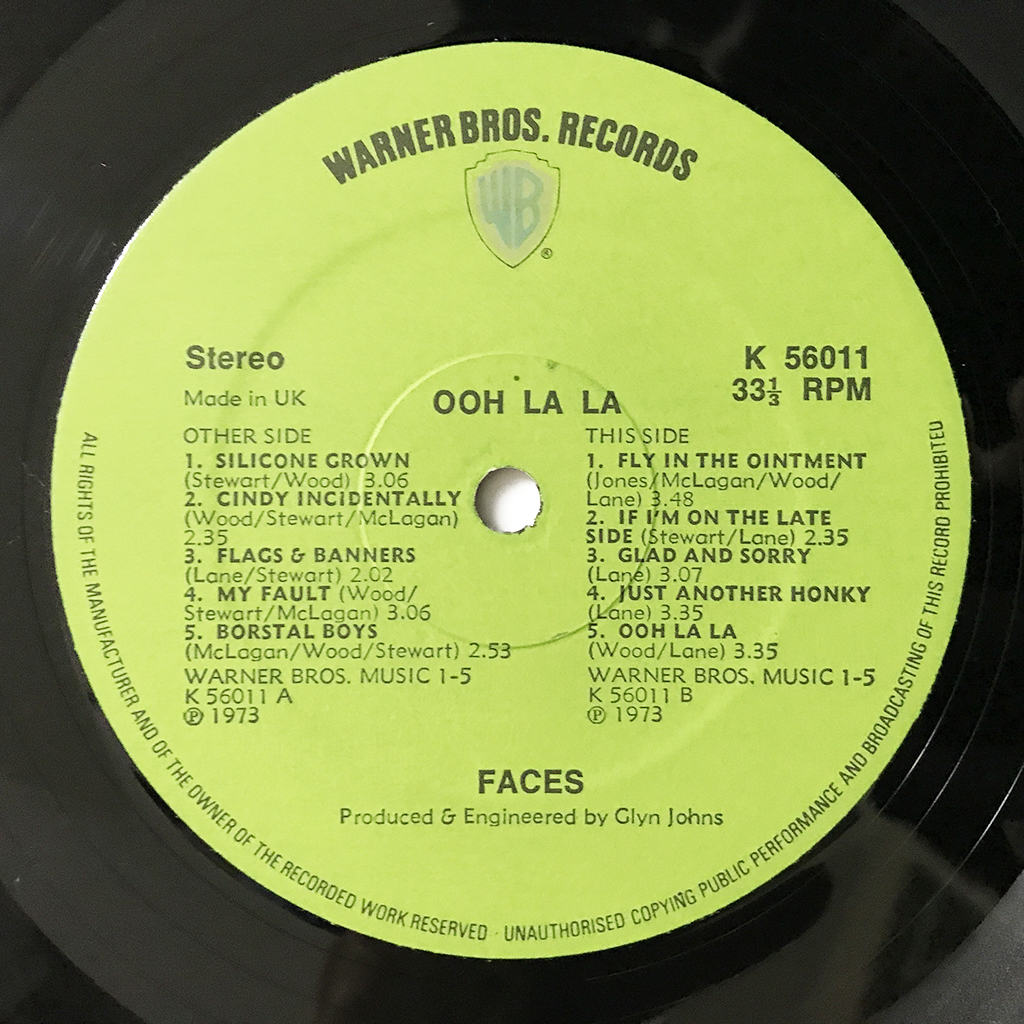 WARNER BROS. RECORDS
WB
®
Stereo
Made in UK
K 56011
33⅓ RPM
OOH LA LA
OTHER SIDE
1. SILICONE GROWN
(Stewart/Wood) 3.06
2. CINDY INCIDENTALLY
(Wood/Stewart/McLagan)
2.35
3. FLAGS & BANNERS
(Lane/Stewart) 2.02
4. MY FAULT (Wood/
Stewart/McLagan) 3.06
5. BORSTAL BOYS
(McLagan/Wood/Stewart) 2.53
WARNER BROS. MUSIC 1-5
K 56011 A
℗ 1973
THIS SIDE
1. FLY IN THE OINTMENT
(Jones/McLagan/Wood/
Lane) 3.48
2. IF I'M ON THE LATE
SIDE (Stewart/Lane) 2.35
3. GLAD AND SORRY
(Lane) 3.07
4. JUST ANOTHER HONKY
(Lane) 3.35
5. OOH LA LA
(Wood/Lane) 3.35
WARNER BROS. MUSIC 1-5
K 56011 B
℗ 1973
FACES
Produced & Engineered by Glyn Johns
ALL RIGHTS OF THE MANUFACTURER AND OF THE OWNER OF THE RECORDED WORK RESERVED · UNAUTHORISED COPYING PUBLIC PERFORMANCE AND BROADCASTING OF THIS RECORD PROHIBITED